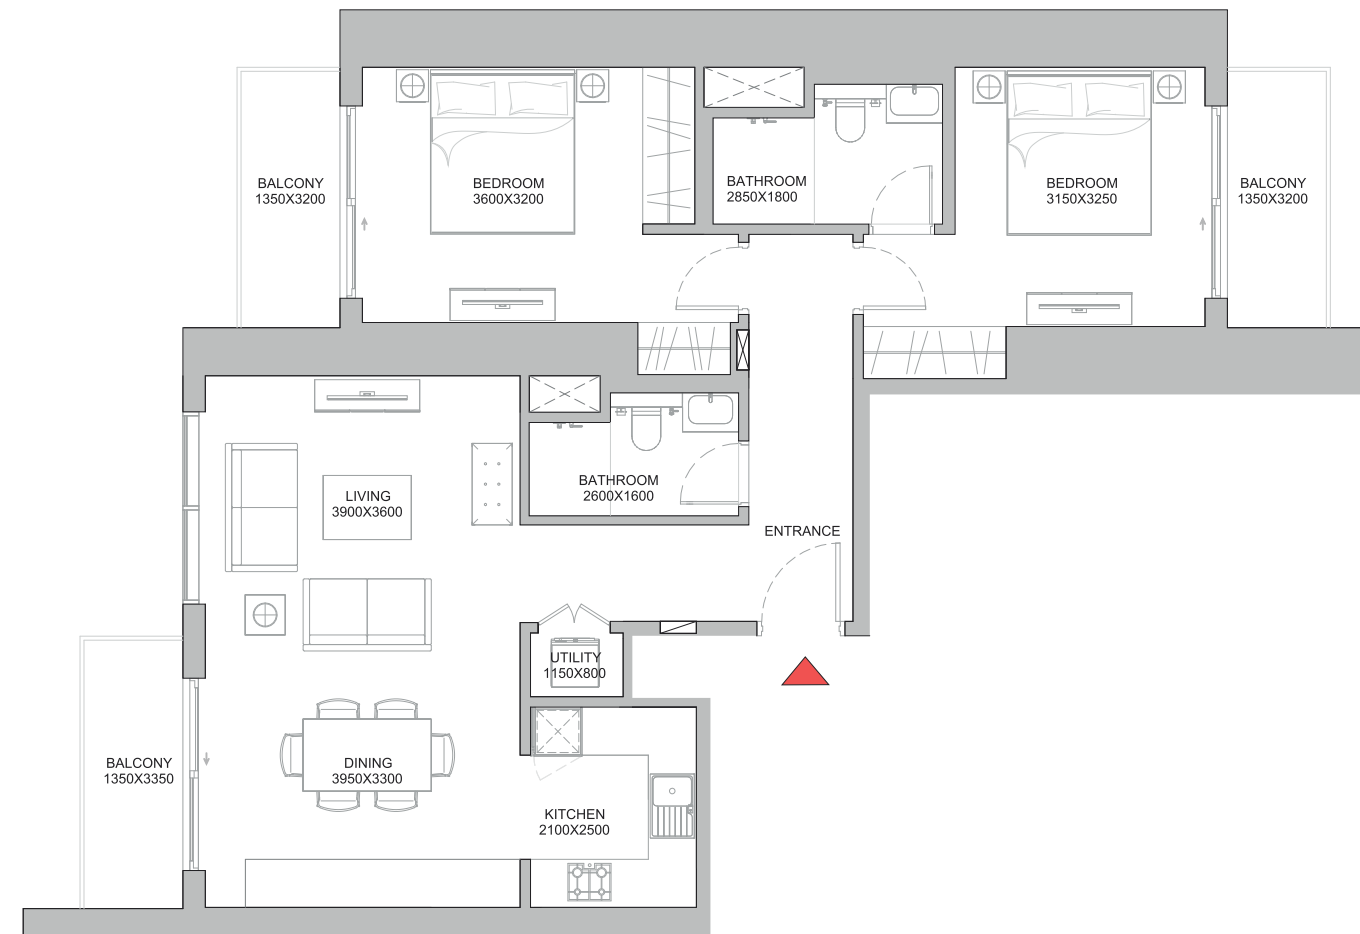 BALCONY
1350X3200
BEDROOM
3600X3200
BATHROOM
2850X1800
BEDROOM
3150X3250
BALCONY
1350X3200
LIVING
3900X3600
BATHROOM
2600X1600
ENTRANCE
UTILITY
1150X800
BALCONY
1350X3350
DINING
3950X3300
KITCHEN
2100X2500